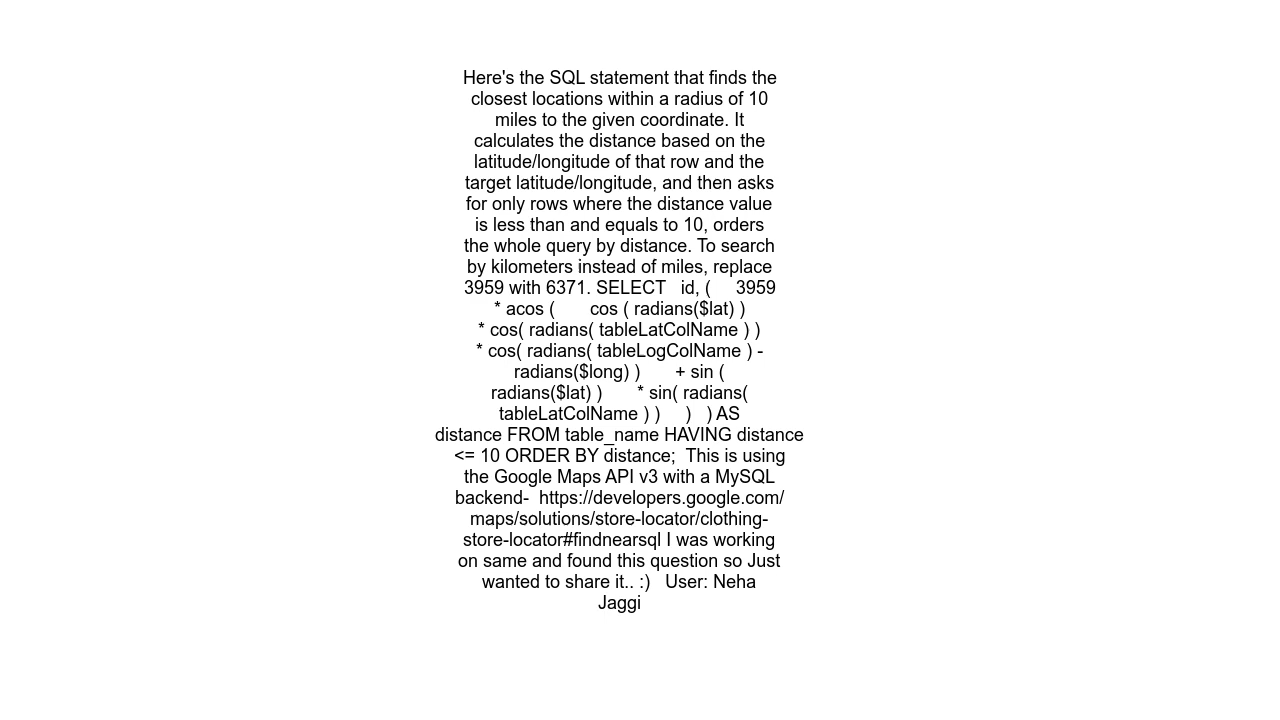 Here's the SQL statement that finds the
closest locations within a radius of 10
miles to the given coordinate. It
calculates the distance based on the
latitude/longitude of that row and the
target latitude/longitude, and then asks
for only rows where the distance value
is less than and equals to 10, orders
the whole query by distance. To search
by kilometers instead of miles, replace
3959 with 6371. SELECT   id, (     3959
* acos (       cos ( radians($lat) )
* cos( radians( tableLatColName ) )
* cos( radians( tableLogColName ) -
radians($long) )       + sin (
radians($lat) )       * sin( radians(
tableLatColName ) )     )   ) AS
distance FROM table_name HAVING distance
<= 10 ORDER BY distance;  This is using
the Google Maps API v3 with a MySQL
backend-  https://developers.google.com/
maps/solutions/store-locator/clothing-
store-locator#findnearsql I was working
on same and found this question so Just
wanted to share it.. :)   User: Neha
Jaggi